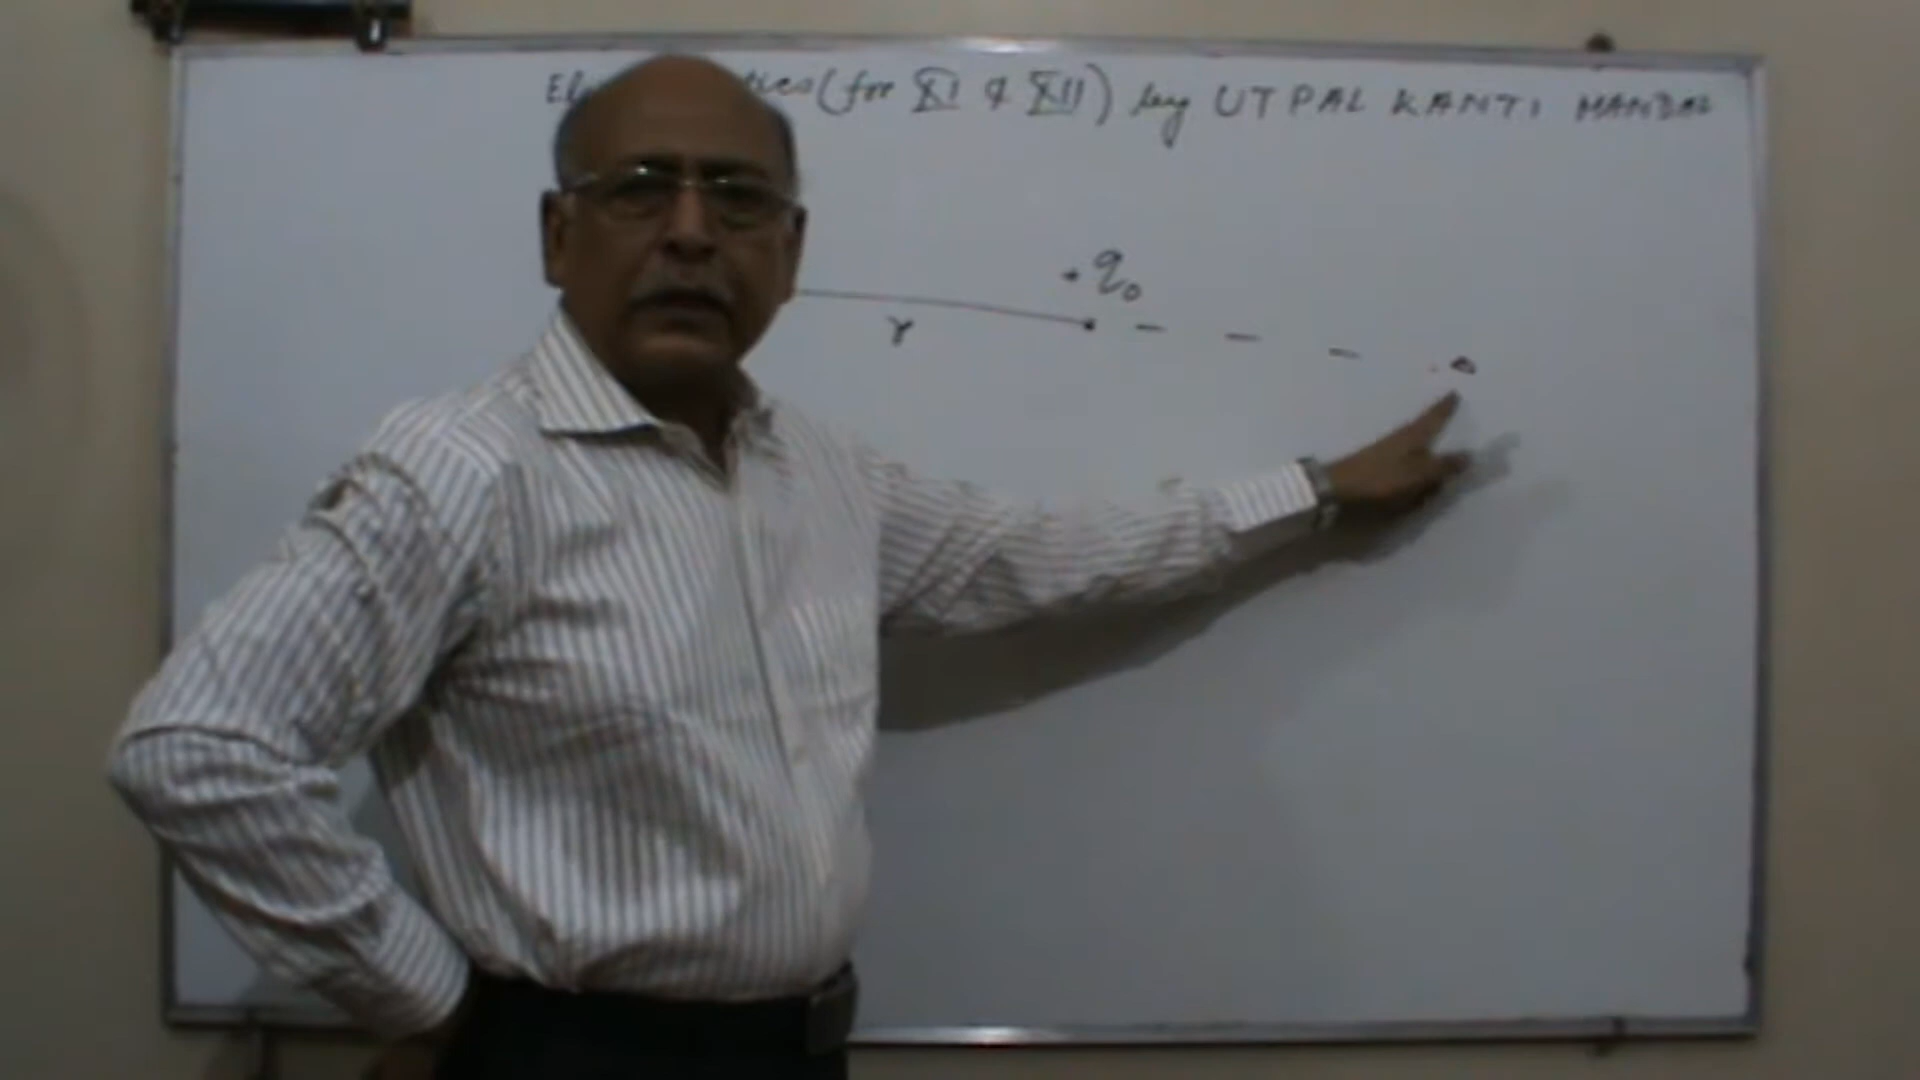 (for XI & XII) by UTPAL KANTI MANDAL
+ q₀
r